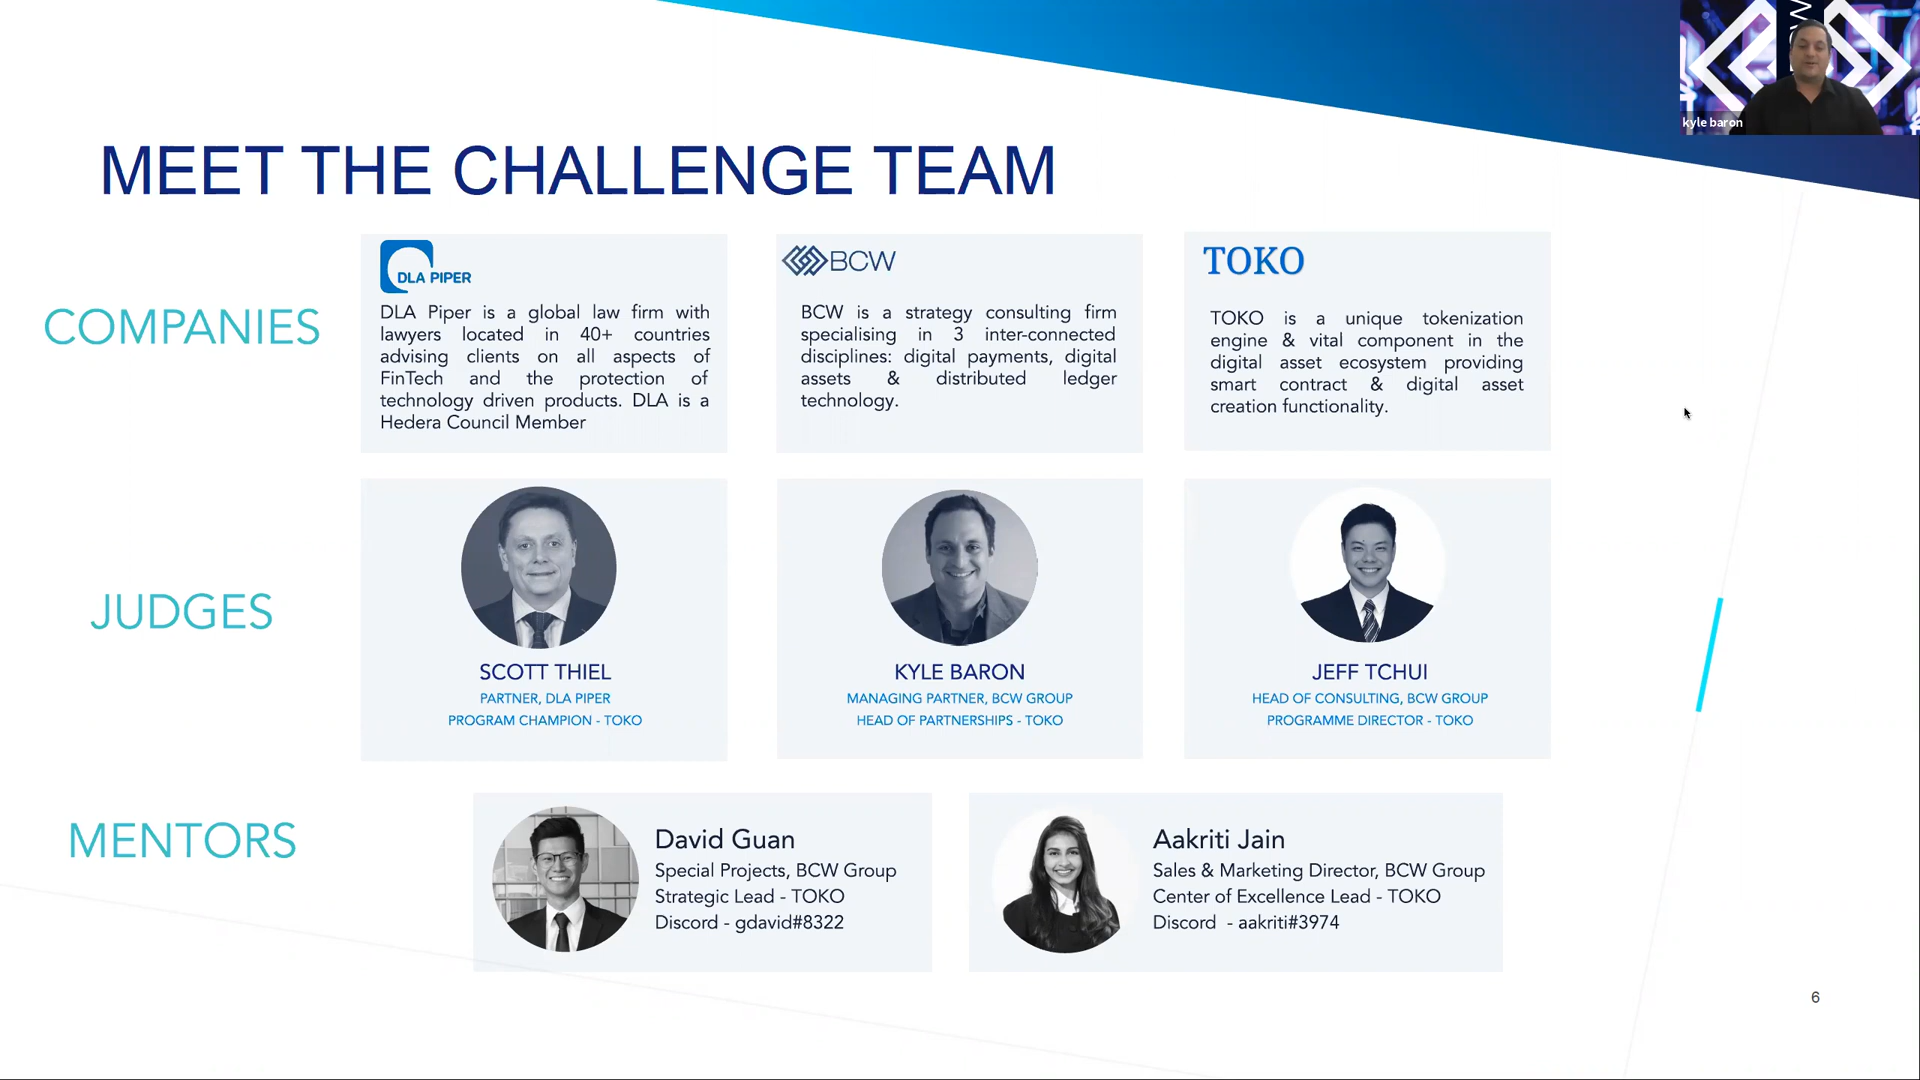 kyle baron
MEET THE CHALLENGE TEAM
COMPANIES
DLA PIPER
DLA Piper is a global law firm with
lawyers located in 40+ countries
advising clients on all aspects of
FinTech and the protection of
technology driven products. DLA is a
Hedera Council Member
BCW
BCW is a strategy consulting firm
specialising in 3 inter-connected
disciplines: digital payments, digital
assets & distributed ledger
technology.
TOKO
TOKO is a unique tokenization
engine & vital component in the
digital asset ecosystem providing
smart contract & digital asset
creation functionality.
JUDGES
SCOTT THIEL
PARTNER, DLA PIPER
PROGRAM CHAMPION - TOKO
KYLE BARON
MANAGING PARTNER, BCW GROUP
HEAD OF PARTNERSHIPS - TOKO
JEFF TCHUI
HEAD OF CONSULTING, BCW GROUP
PROGRAMME DIRECTOR - TOKO
MENTORS
David Guan
Special Projects, BCW Group
Strategic Lead - TOKO
Discord - gdavid#8322
Aakriti Jain
Sales & Marketing Director, BCW Group
Center of Excellence Lead - TOKO
Discord - aakriti#3974
6